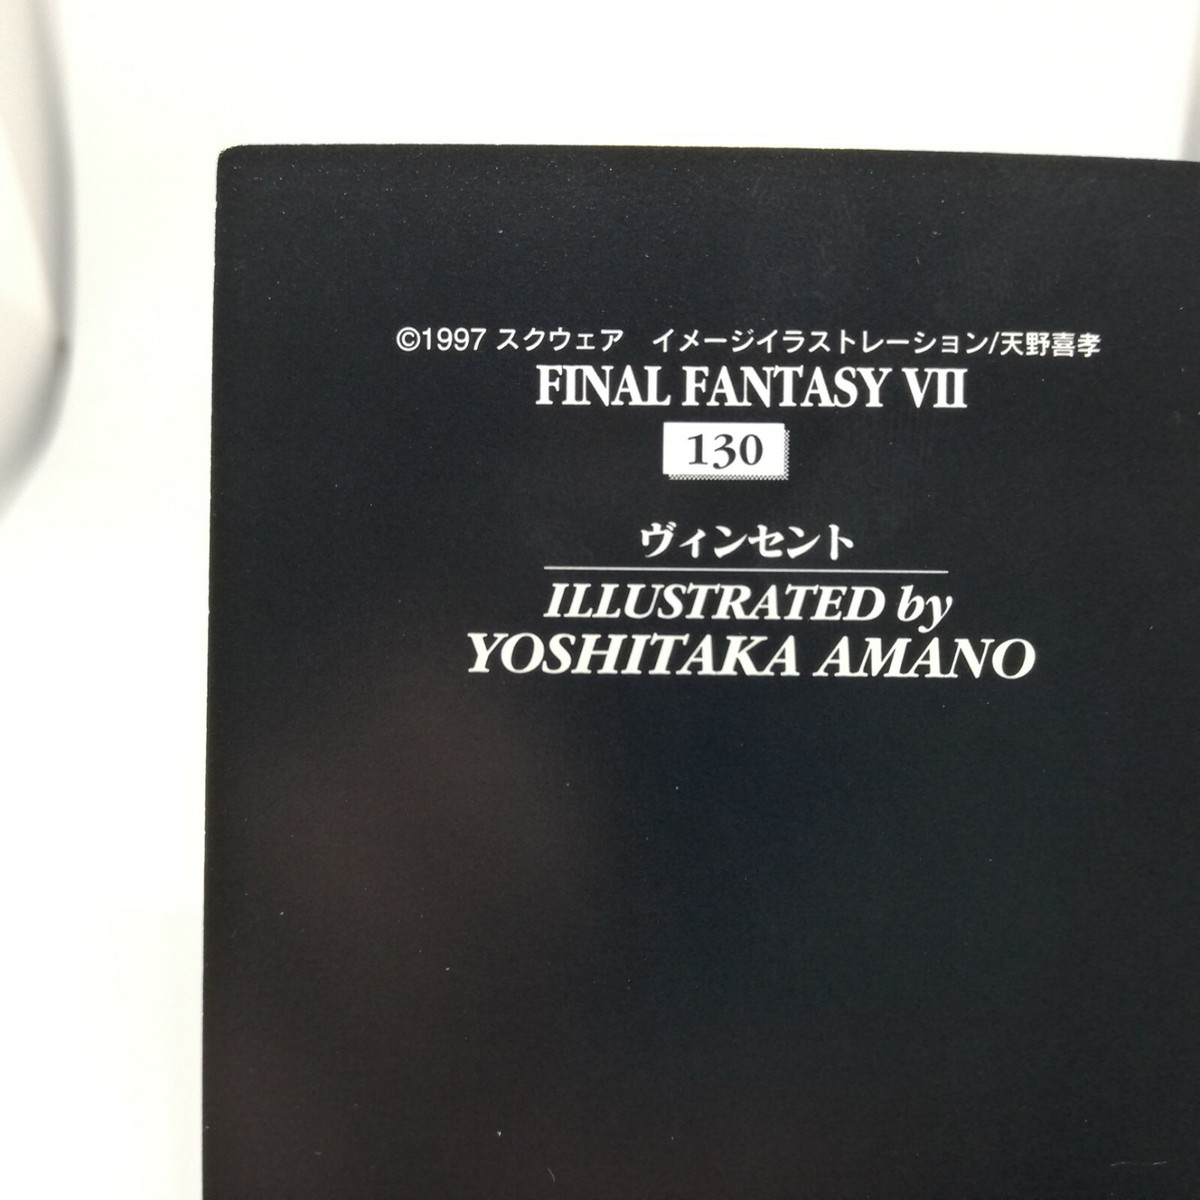 ©1997 スクウェア　イメージイラストレーション/天野喜孝
FINAL FANTASY VII
130
ヴィンセント
ILLUSTRATED by
YOSHITAKA AMANO